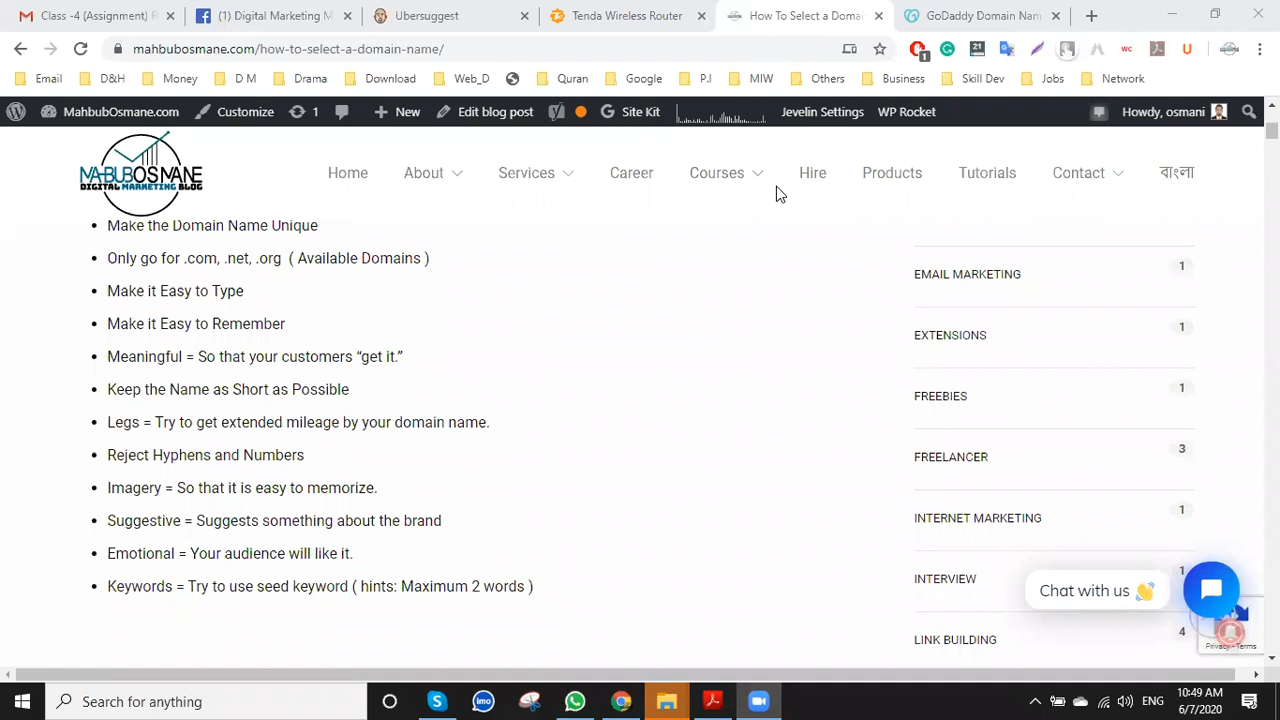 Class -4 (Assignment) R
(1) Digital Marketing M
Ubersuggest
Tenda Wireless Router
How To Select a Domai
GoDaddy Domain Nam
mahbubosmane.com/how-to-select-a-domain-name/
Email
D&H
Money
D M
Drama
Download
Web_D
Quran
Google
P.I
MIW
Others
Business
Skill Dev
Jobs
Network
MahbubOsmane.com
Customize
1
New
Edit blog post
Site Kit
Jevelin Settings
WP Rocket
Howdy, osmani
MAHBUBOSMANE
DIGITAL MARKETING BLOG
Home
About
Services
Career
Courses
Hire
Products
Tutorials
Contact
বাংলা
Make the Domain Name Unique
Only go for .com, .net, .org ( Available Domains )
Make it Easy to Type
Make it Easy to Remember
Meaningful = So that your customers “get it.”
Keep the Name as Short as Possible
Legs = Try to get extended mileage by your domain name.
Reject Hyphens and Numbers
Imagery = So that it is easy to memorize.
Suggestive = Suggests something about the brand
Emotional = Your audience will like it.
Keywords = Try to use seed keyword ( hints: Maximum 2 words )
EMAIL MARKETING 1
EXTENSIONS 1
FREEBIES 1
FREELANCER 3
INTERNET MARKETING 1
INTERVIEW 1
LINK BUILDING 4
Chat with us
Privacy - Terms
Search for anything
ENG
10:49 AM
6/7/2020